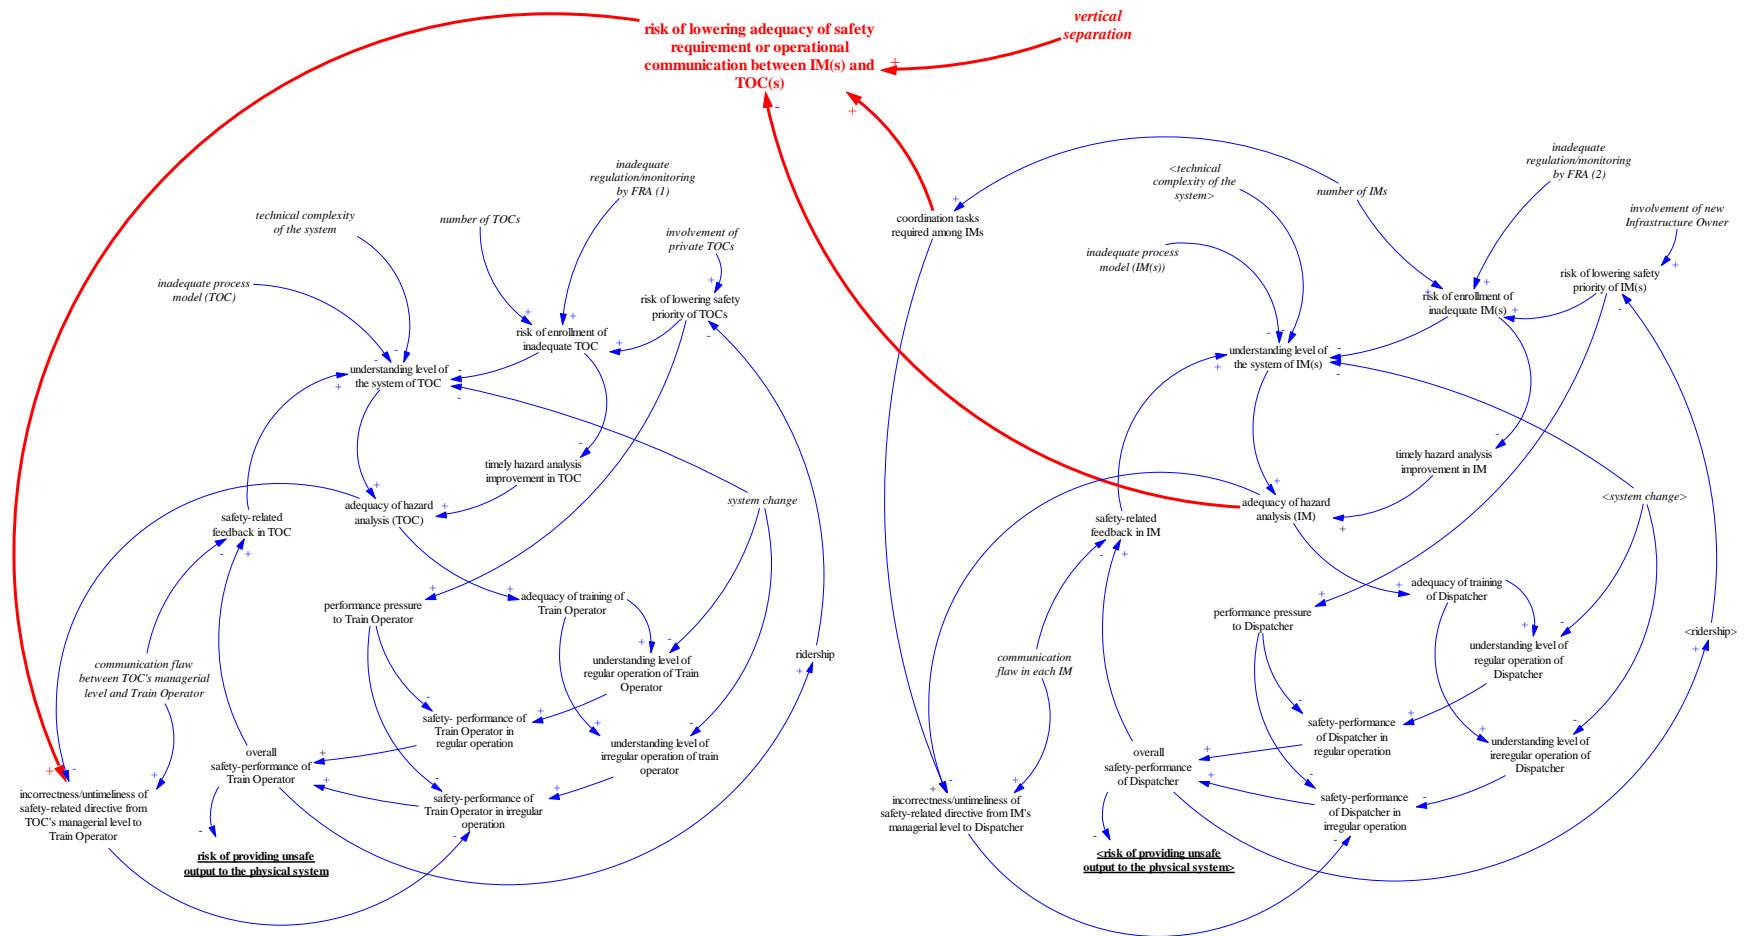 risk of lowering adequacy of safety
requirement or operational
communication between IM(s) and
TOC(s)
vertical
separation
inadequate
regulation/monitoring
by FRA (1)
technical complexity
of the system
number of TOCs
involvement of
private TOCs
inadequate process
model (TOC)
risk of lowering safety
priority of TOCs
risk of enrollment of
inadequate TOC
understanding level of
the system of TOC
timely hazard analysis
improvement in TOC
adequacy of hazard
analysis (TOC)
system change
safety-related
feedback in TOC
adequacy of training of
Train Operator
performance pressure
to Train Operator
communication flaw
between TOC's managerial
level and Train Operator
understanding level of
regular operation of Train
Operator
ridership
safety- performance of
Train Operator in
regular operation
understanding level of
irregular operation of train
operator
overall
safety-performance of
Train Operator
incorrectness/untimeliness of
safety-related directive from
TOC's managerial level to
Train Operator
safety-performance of
Train Operator in irregular
operation
risk of providing unsafe
output to the physical system
inadequate
regulation/monitoring
by FRA (2)
<technical
complexity of the
system>
number of IMs
coordination tasks
required among IMs
involvement of new
Infrastructure Owner
inadequate process
model (IM(s))
risk of lowering safety
priority of IM(s)
risk of enrollment of
inadequate IM(s)
understanding level of
the system of IM(s)
timely hazard analysis
improvement in IM
adequacy of hazard
analysis (IM)
<system change>
safety-related
feedback in IM
adequacy of training
of Dispatcher
performance pressure
to Dispatcher
communication
flaw in each IM
understanding level of
regular operation of
Dispatcher
<ridership>
safety-performance
of Dispatcher in
regular operation
understanding level of
irregular operation of
Dispatcher
overall
safety-performance
of Dispatcher
incorrectness/untimeliness of
safety-related directive from IM's
managerial level to Dispatcher
safety-performance
of Dispatcher in
irregular operation
<risk of providing unsafe
output to the physical system>